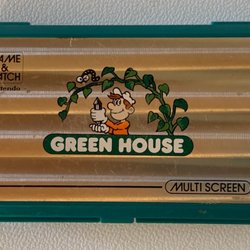 GAME
&
WATCH
Nintendo
GREEN HOUSE
MULTI SCREEN